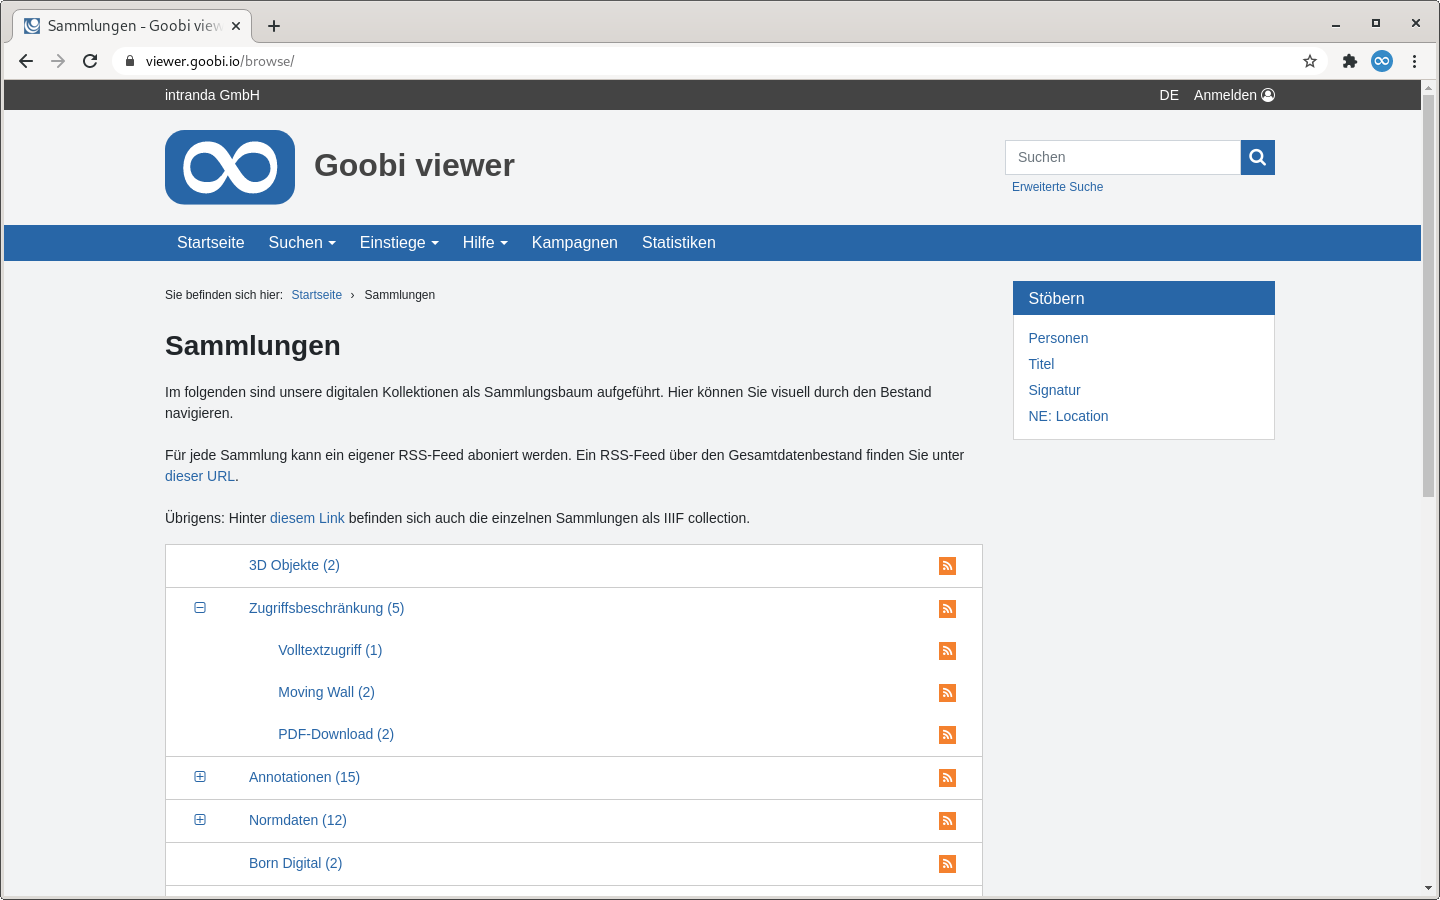 Sammlungen - Goobi view
viewer.goobi.io/browse/
intranda GmbH
DE Anmelden
Goobi viewer
Suchen
Erweiterte Suche
Startseite Suchen Einstiege Hilfe Kampagnen Statistiken
Sie befinden sich hier: Startseite › Sammlungen
Sammlungen
Im folgenden sind unsere digitalen Kollektionen als Sammlungsbaum aufgeführt. Hier können Sie visuell durch den Bestand
navigieren.
Für jede Sammlung kann ein eigener RSS-Feed aboniert werden. Ein RSS-Feed über den Gesamtdatenbestand finden Sie unter
dieser URL.
Übrigens: Hinter diesem Link befinden sich auch die einzelnen Sammlungen als IIIF collection.
3D Objekte (2)
Zugriffsbeschränkung (5)
Volltextzugriff (1)
Moving Wall (2)
PDF-Download (2)
Annotationen (15)
Normdaten (12)
Born Digital (2)
Stöbern
Personen
Titel
Signatur
NE: Location